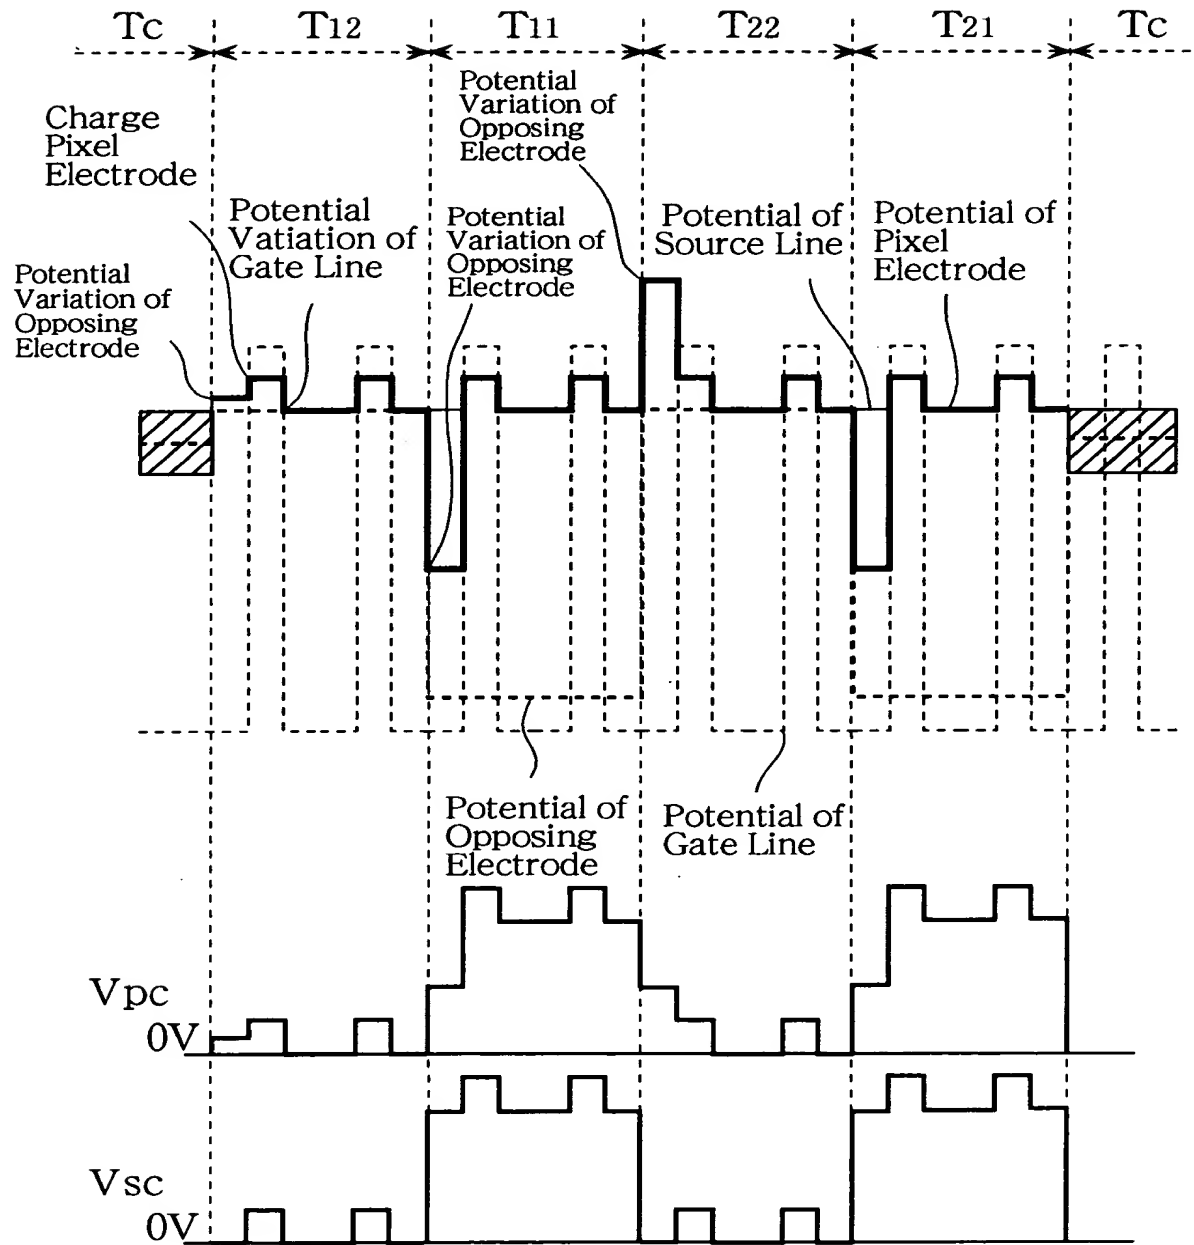 Tc T12 T11 T22 T21 Tc
Potential
Variation of
Opposing
Electrode
Charge
Pixel
Electrode
Potential
Vatiation of
Gate Line
Potential
Variation of
Opposing
Electrode
Potential of
Source Line
Potential of
Pixel
Electrode
Potential
Variation of
Opposing
Electrode
Potential of
Opposing
Electrode
Potential of
Gate Line
Vpc
0V
Vsc
0V